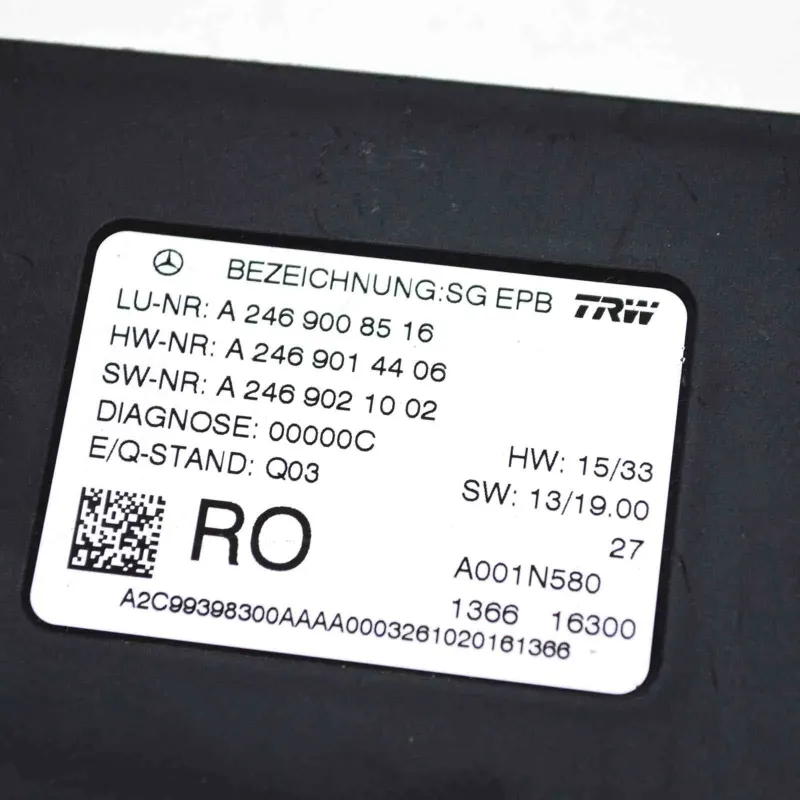 BEZEICHNUNG:SG EPB TRW
LU-NR: A 246 900 85 16
HW-NR: A 246 901 44 06
SW-NR: A 246 902 10 02
DIAGNOSE: 00000C
E/Q-STAND: Q03
HW: 15/33
SW: 13/19.00
27
RO
A001N580
1366 16300
A2C99398300AAAA0003261020161366